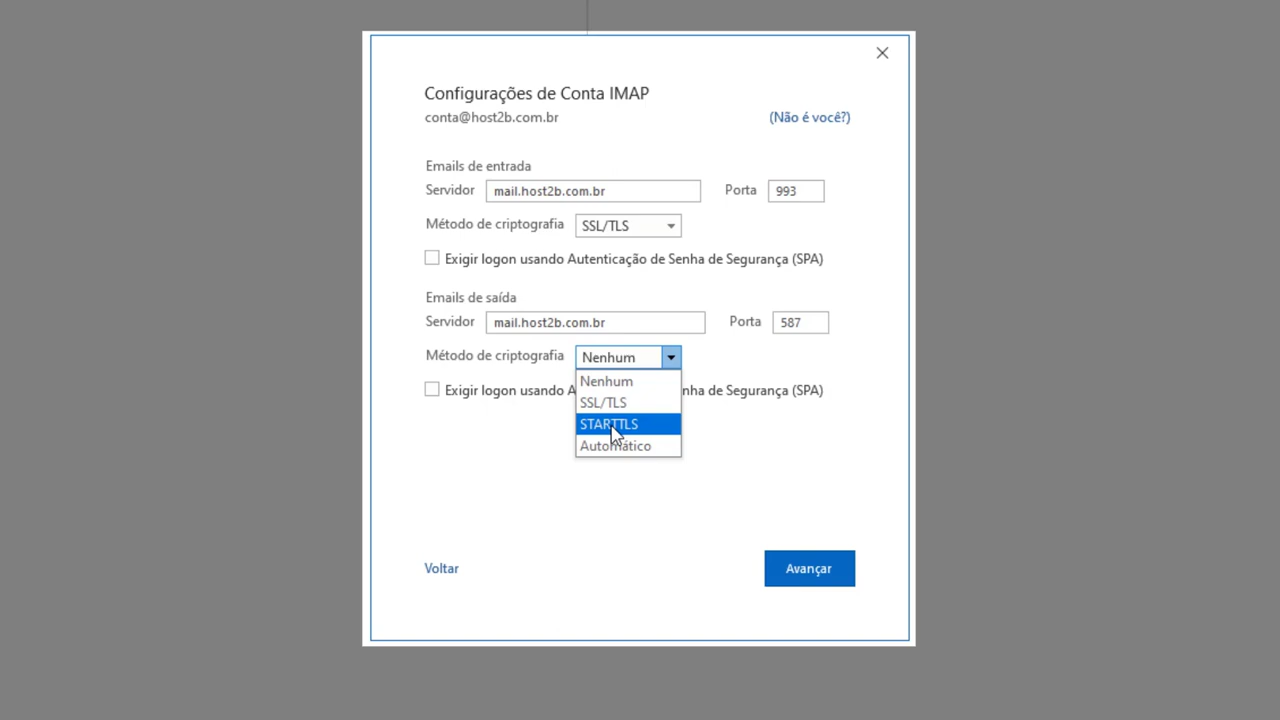 Configurações de Conta IMAP
conta@host2b.com.br
(Não é você?)
Emails de entrada
Servidor mail.host2b.com.br Porta 993
Método de criptografia SSL/TLS
Exigir logon usando Autenticação de Senha de Segurança (SPA)
Emails de saída
Servidor mail.host2b.com.br Porta 587
Método de criptografia Nenhum
Nenhum
Exigir logon usando A nha de Segurança (SPA)
SSL/TLS
STARTTLS
Automático
Voltar
Avançar